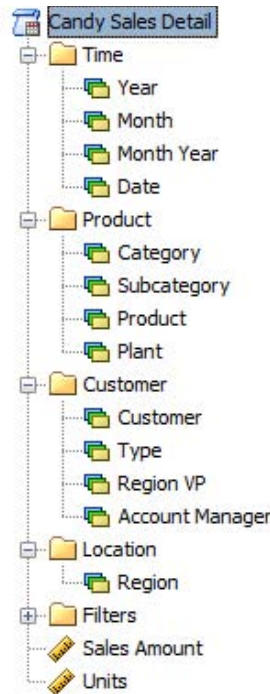 Candy Sales Detail
Time
Year
Month
Month Year
Date
Product
Category
Subcategory
Product
Plant
Customer
Customer
Type
Region VP
Account Manager
Location
Region
Filters
Sales Amount
Units